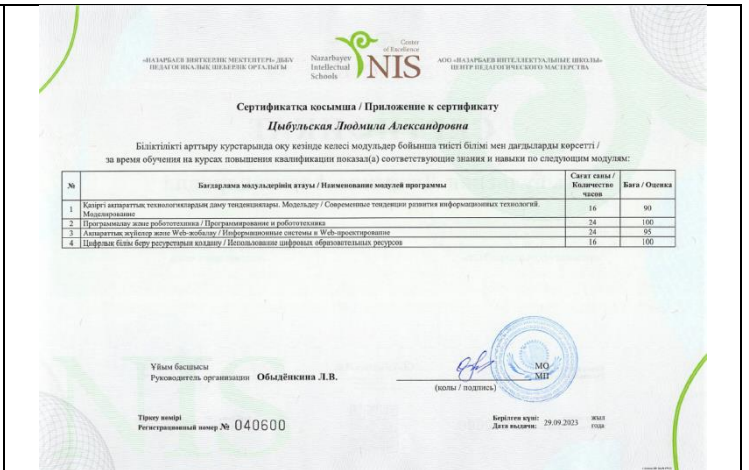 «НАЗАРБАЕВ ЗИЯТКЕРЛІК МЕКТЕПТЕРІ» ДББҰ
ПЕДАГОГИКАЛЫҚ ШЕБЕРЛІК ОРТАЛЫҒЫ
Nazarbayev
Intellectual
Schools
Center
of Excellence
NIS
АОО «НАЗАРБАЕВ ИНТЕЛЛЕКТУАЛЬНЫЕ ШКОЛЫ»
ЦЕНТР ПЕДАГОГИЧЕСКОГО МАСТЕРСТВА
Сертификатқа қосымша / Приложение к сертификату
Цыбульская Людмила Александровна
Біліктілікті арттыру курстарында оқу кезінде келесі модульдер бойынша тиісті білімі мен дағдыларды көрсетті /
за время обучения на курсах повышения квалификации показал(а) соответствующие знания и навыки по следующим модулям:
№ Бағдарлама модульдерінің атауы / Наименование модулей программы Сағат саны / Количество часов Баға / Оценка
1 Қазіргі ақпараттық технологиялардың даму тенденциялары. Модельдеу / Современные тенденции развития информационных технологий. Моделирование 16 90
2 Программалау және робототехника / Программирование и робототехника 24 100
3 Ақпараттық жүйелер және Web-жобалау / Информационные системы и Web-проектирование 24 95
4 Цифрлық білім беру ресурстарын қолдану / Использование цифровых образовательных ресурсов 16 100
Ұйым басшысы
Руководитель организации Обыдёнкина Л.В.
(қолы / подпись)
МО
МП
Тіркеу нөмірі
Регистрационный номер № 040600
Берілген күні: жыл
Дата выдачи: 29.09.2023 года